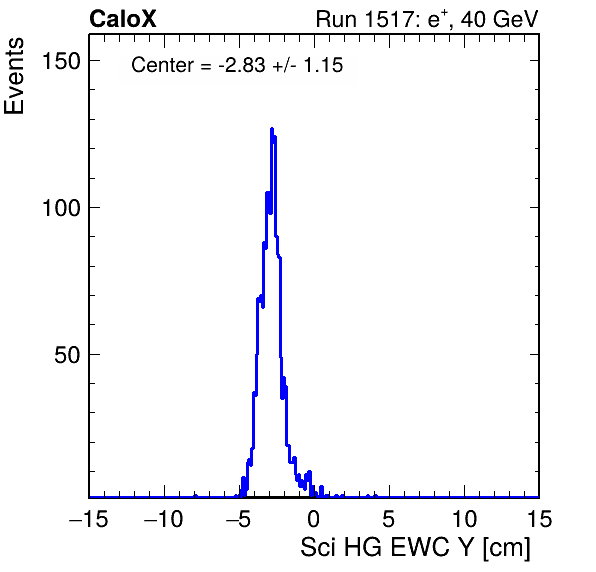 CaloX Run 1517: e⁺, 40 GeV
Center = -2.83 +/- 1.15
Events
150
100
50
−15 −10 −5 0 5 10 15
Sci HG EWC Y [cm]